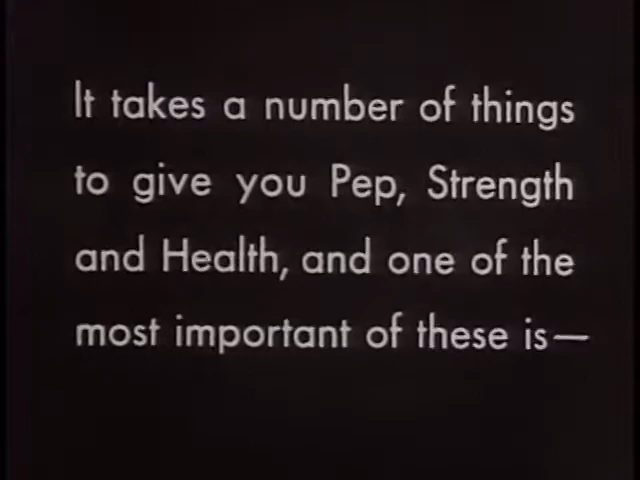 It takes a number of things
to give you Pep, Strength
and Health, and one of the
most important of these is—